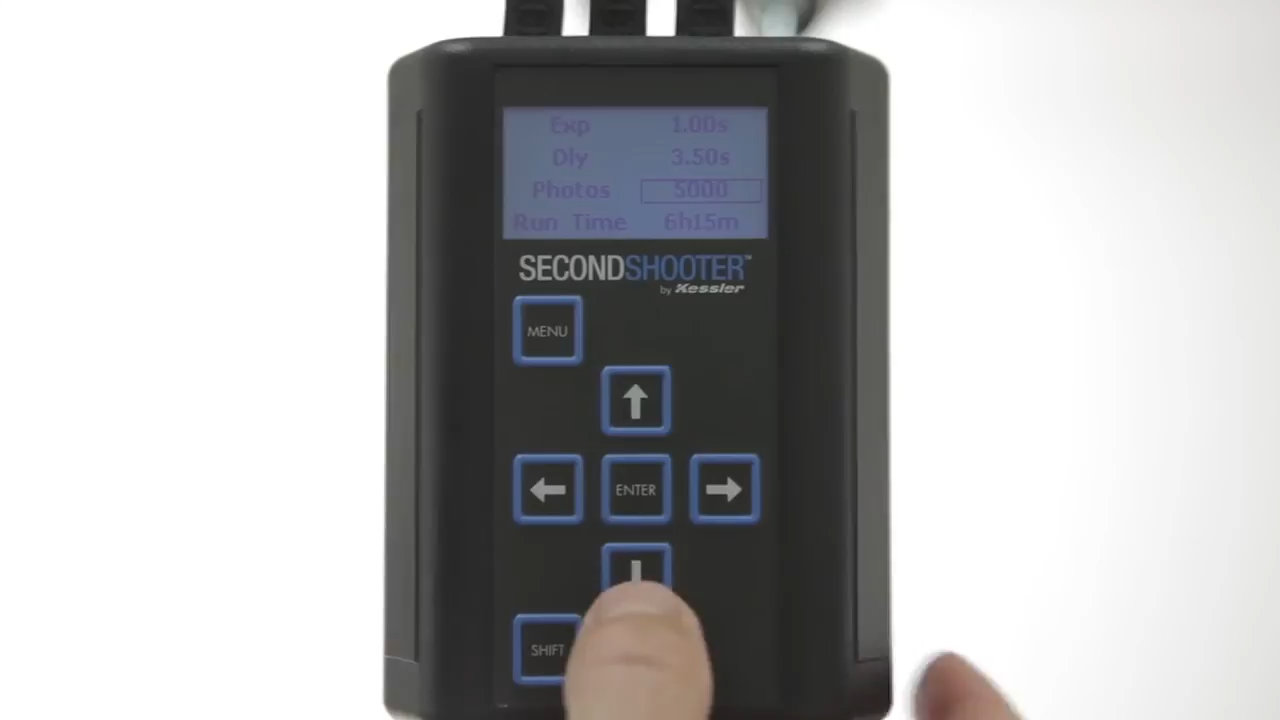 Exp 1.00s
Dly 3.50s
Photos 5000
Run Time 6h15m
SECONDSHOOTER™
by Kessler
MENU
ENTER
SHIFT